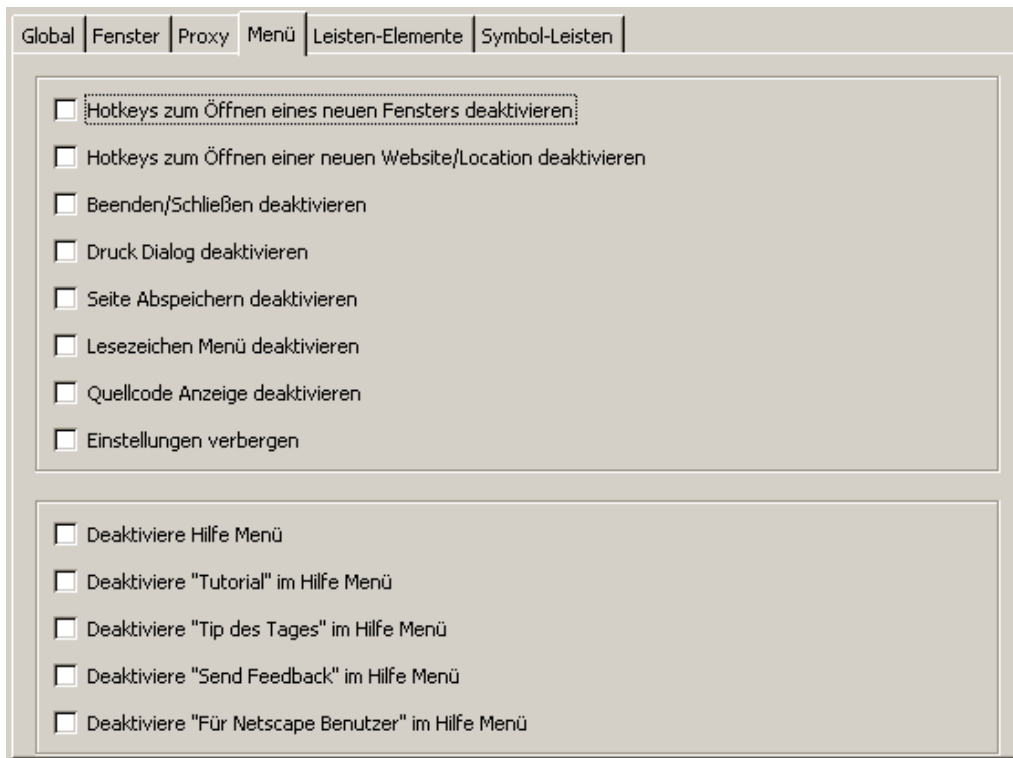 Global Fenster Proxy Menü Leisten-Elemente Symbol-Leisten
Hotkeys zum Öffnen eines neuen Fensters deaktivieren
Hotkeys zum Öffnen einer neuen Website/Location deaktivieren
Beenden/Schließen deaktivieren
Druck Dialog deaktivieren
Seite Abspeichern deaktivieren
Lesezeichen Menü deaktivieren
Quellcode Anzeige deaktivieren
Einstellungen verbergen
Deaktiviere Hilfe Menü
Deaktiviere "Tutorial" im Hilfe Menü
Deaktiviere "Tip des Tages" im Hilfe Menü
Deaktiviere "Send Feedback" im Hilfe Menü
Deaktiviere "Für Netscape Benutzer" im Hilfe Menü